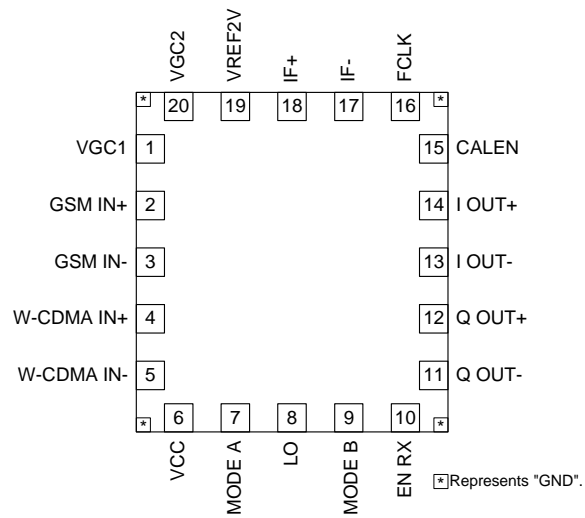 VGC2
VREF2V
IF+
IF-
FCLK
* 20 19 18 17 16 *
VGC1 1 15 CALEN
GSM IN+ 2 14 I OUT+
GSM IN- 3 13 I OUT-
W-CDMA IN+ 4 12 Q OUT+
W-CDMA IN- 5 11 Q OUT-
* 6 7 8 9 10 *
VCC
MODE A
LO
MODE B
EN RX
* Represents "GND".